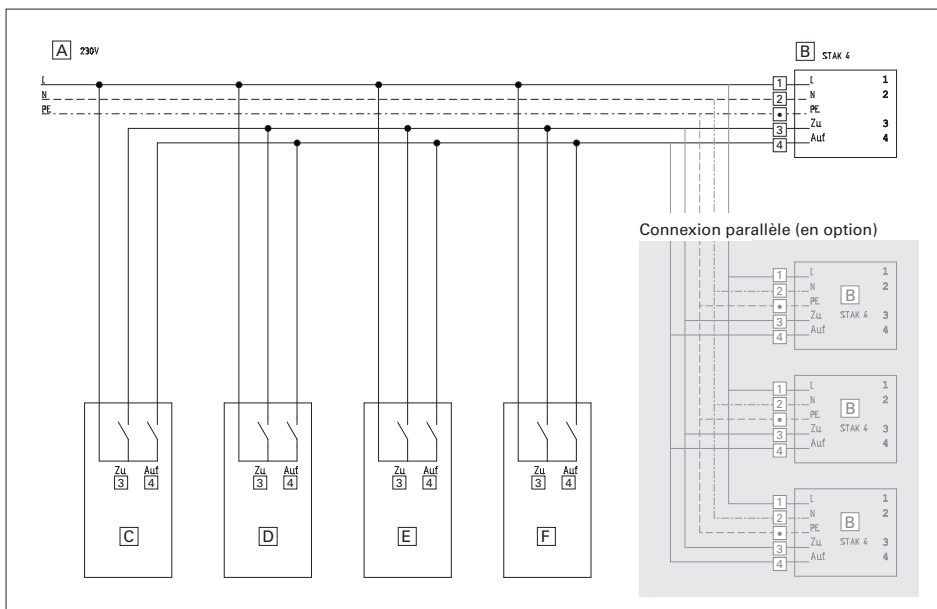 A 230V
B STAK 4
L
N
PE
1 L 1
2 N 2
• PE
3 Zu 3
4 Auf 4
Connexion parallèle (en option)
1 L 1
2 N B 2
• PE
STAK 4
3 Zu 3
4 Auf 4
1 L 1
2 N B 2
• PE
STAK 4
3 Zu 3
4 Auf 4
1 L 1
2 N B 2
• PE
STAK 4
3 Zu 3
4 Auf 4
Zu Auf
3 4
C
Zu Auf
3 4
D
Zu Auf
3 4
E
Zu Auf
3 4
F